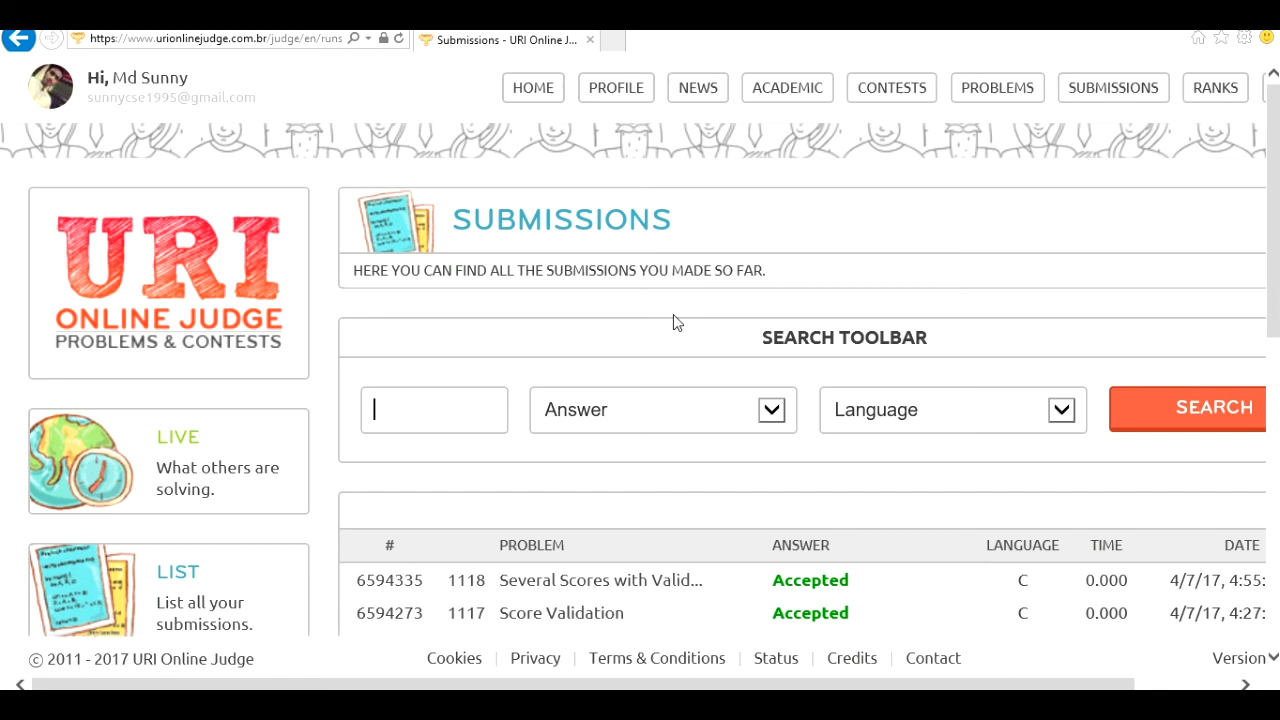 https://www.urionlinejudge.com.br/judge/en/runs
Submissions - URI Online J...
Hi, Md Sunny
sunnycse1995@gmail.com
HOME
PROFILE
NEWS
ACADEMIC
CONTESTS
PROBLEMS
SUBMISSIONS
RANKS
URI
ONLINE JUDGE
PROBLEMS & CONTESTS
SUBMISSIONS
HERE YOU CAN FIND ALL THE SUBMISSIONS YOU MADE SO FAR.
SEARCH TOOLBAR
Answer
Language
SEARCH
LIVE
What others are
solving.
LIST
List all your
submissions.
# PROBLEM ANSWER LANGUAGE TIME DATE
6594335 1118 Several Scores with Valid... Accepted C 0.000 4/7/17, 4:55:
6594273 1117 Score Validation Accepted C 0.000 4/7/17, 4:27:
© 2011 - 2017 URI Online Judge
Cookies | Privacy | Terms & Conditions | Status | Credits | Contact
Version